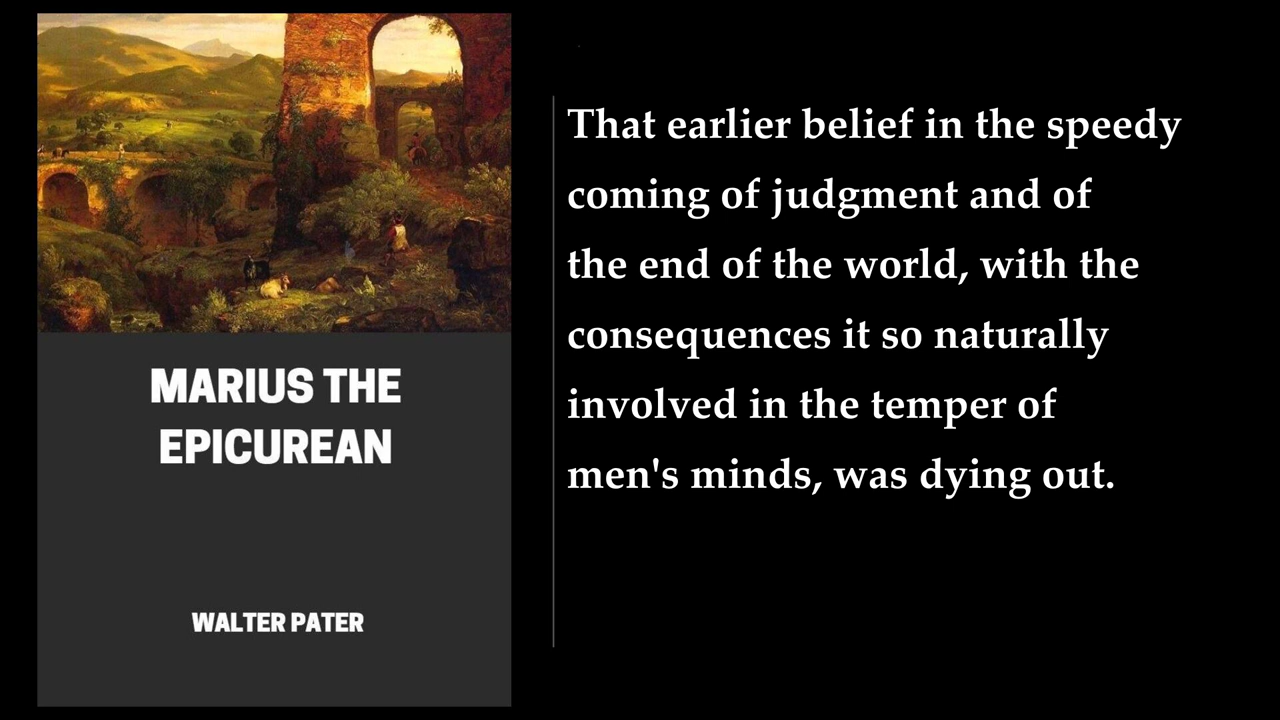 MARIUS THE
EPICUREAN
WALTER PATER
That earlier belief in the speedy
coming of judgment and of
the end of the world, with the
consequences it so naturally
involved in the temper of
men's minds, was dying out.